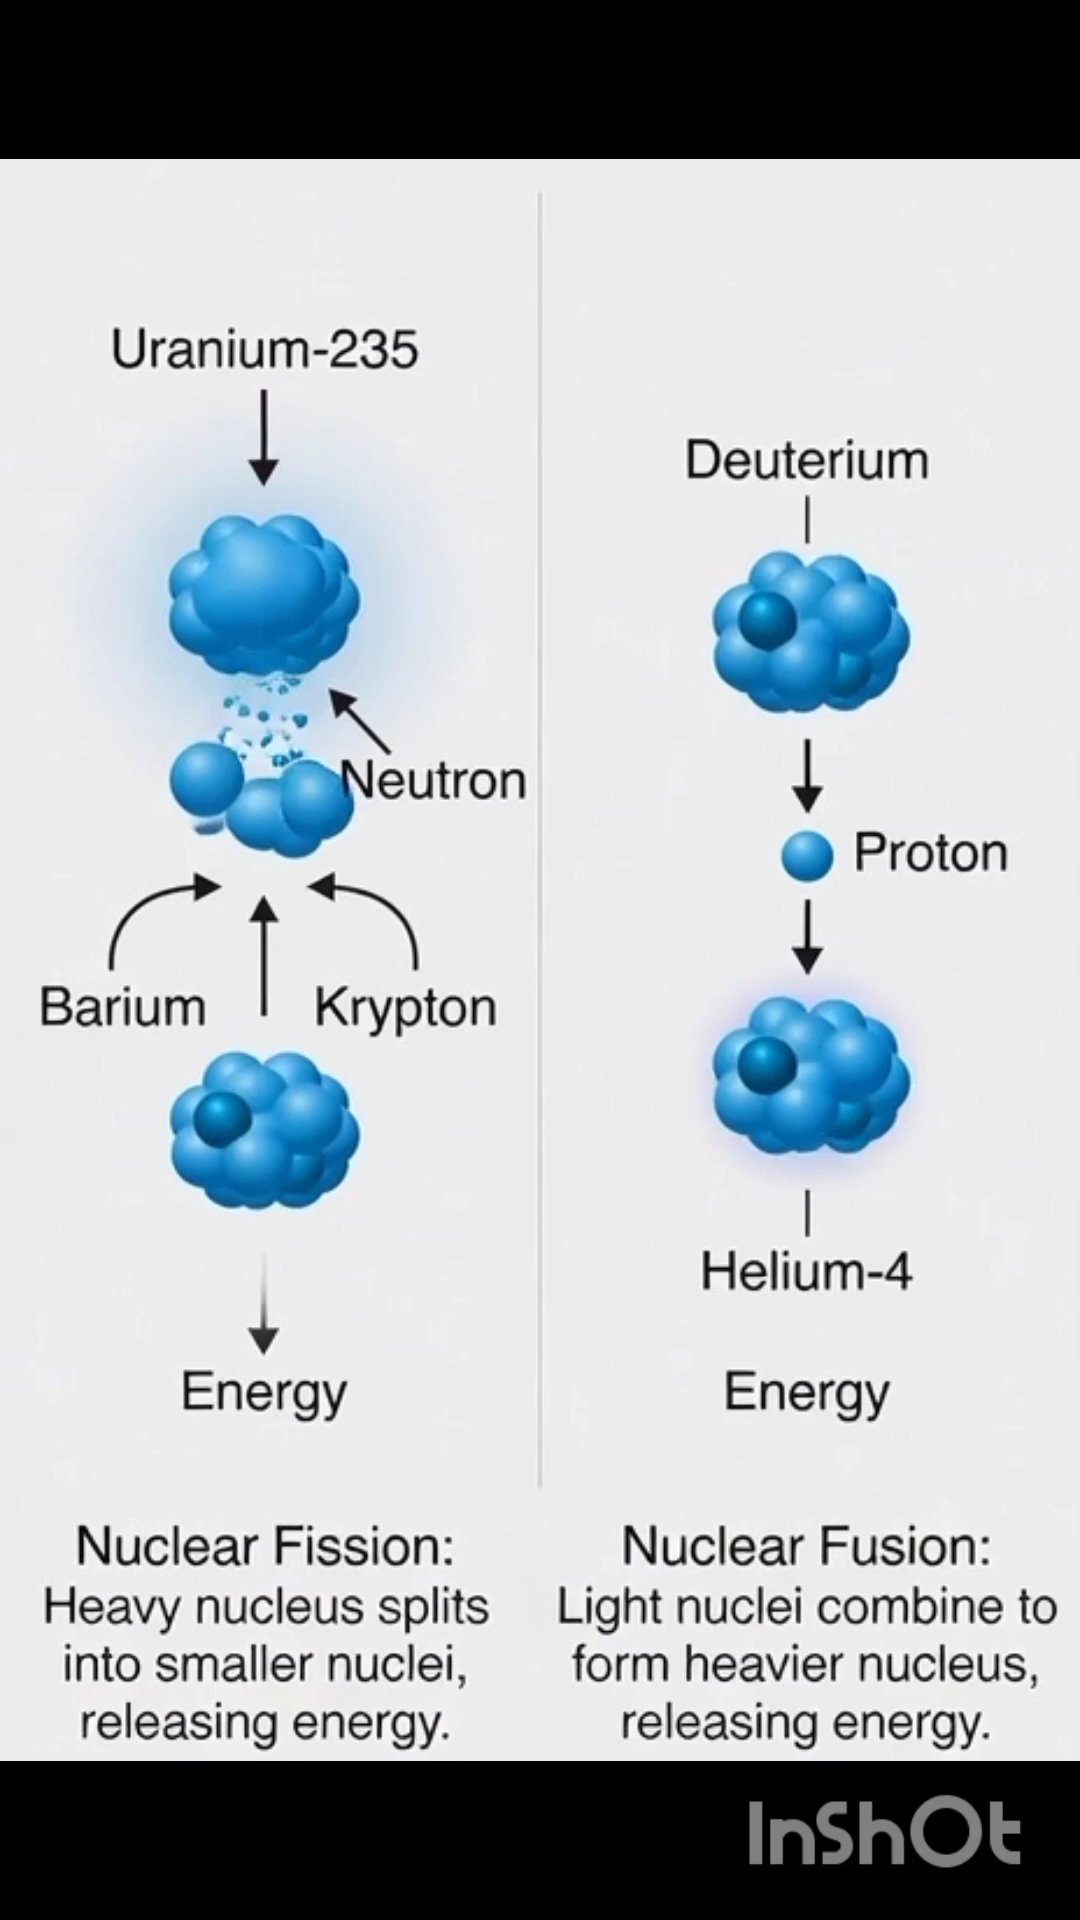 Uranium-235
Neutron
Barium
Krypton
Energy
Nuclear Fission:
Heavy nucleus splits
into smaller nuclei,
releasing energy.
Deuterium
Proton
Helium-4
Energy
Nuclear Fusion:
Light nuclei combine to
form heavier nucleus,
releasing energy.
InShOt